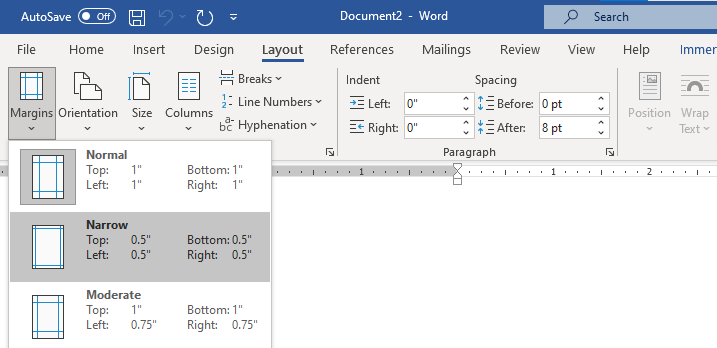 AutoSave Off Document2 - Word Search
File Home Insert Design Layout References Mailings Review View Help Immer
Margins Orientation Size Columns
Breaks
Line Numbers
Hyphenation
Indent Spacing
Left: 0" Before: 0 pt
Right: 0" After: 8 pt
Paragraph
Position Wrap Text
Normal
Top: 1" Bottom: 1"
Left: 1" Right: 1"
Narrow
Top: 0.5" Bottom: 0.5"
Left: 0.5" Right: 0.5"
Moderate
Top: 1" Bottom: 1"
Left: 0.75" Right: 0.75"
1 1 2